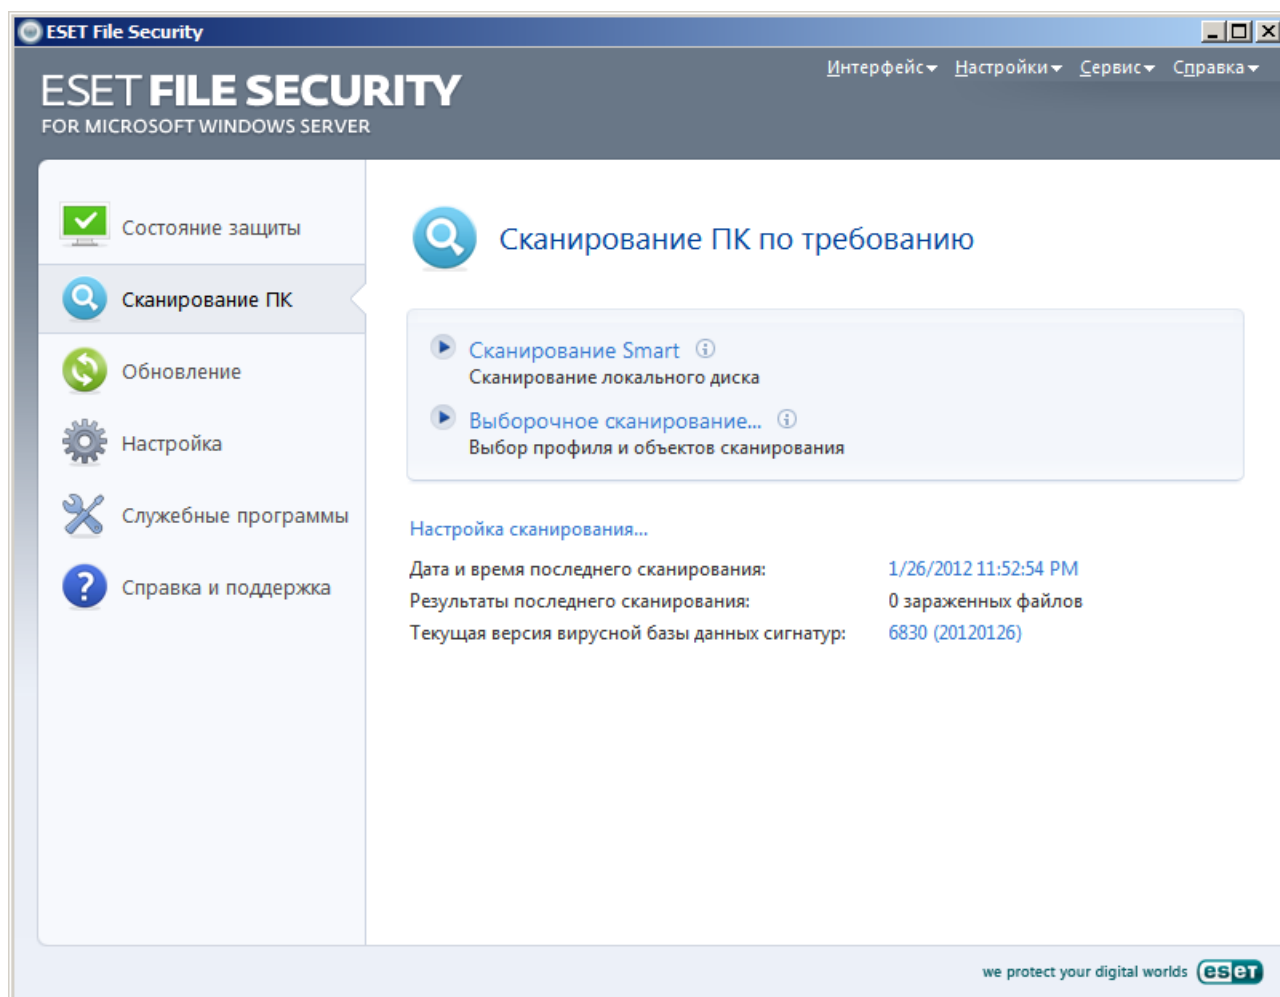 ESET File Security
ESET FILE SECURITY
FOR MICROSOFT WINDOWS SERVER
Интерфейс Настройки Сервис Справка
Состояние защиты
Сканирование ПК
Обновление
Настройка
Служебные программы
Справка и поддержка
Сканирование ПК по требованию
Сканирование Smart
Сканирование локального диска
Выборочное сканирование...
Выбор профиля и объектов сканирования
Настройка сканирования...
Дата и время последнего сканирования: 1/26/2012 11:52:54 PM
Результаты последнего сканирования: 0 зараженных файлов
Текущая версия вирусной базы данных сигнатур: 6830 (20120126)
we protect your digital worlds eset